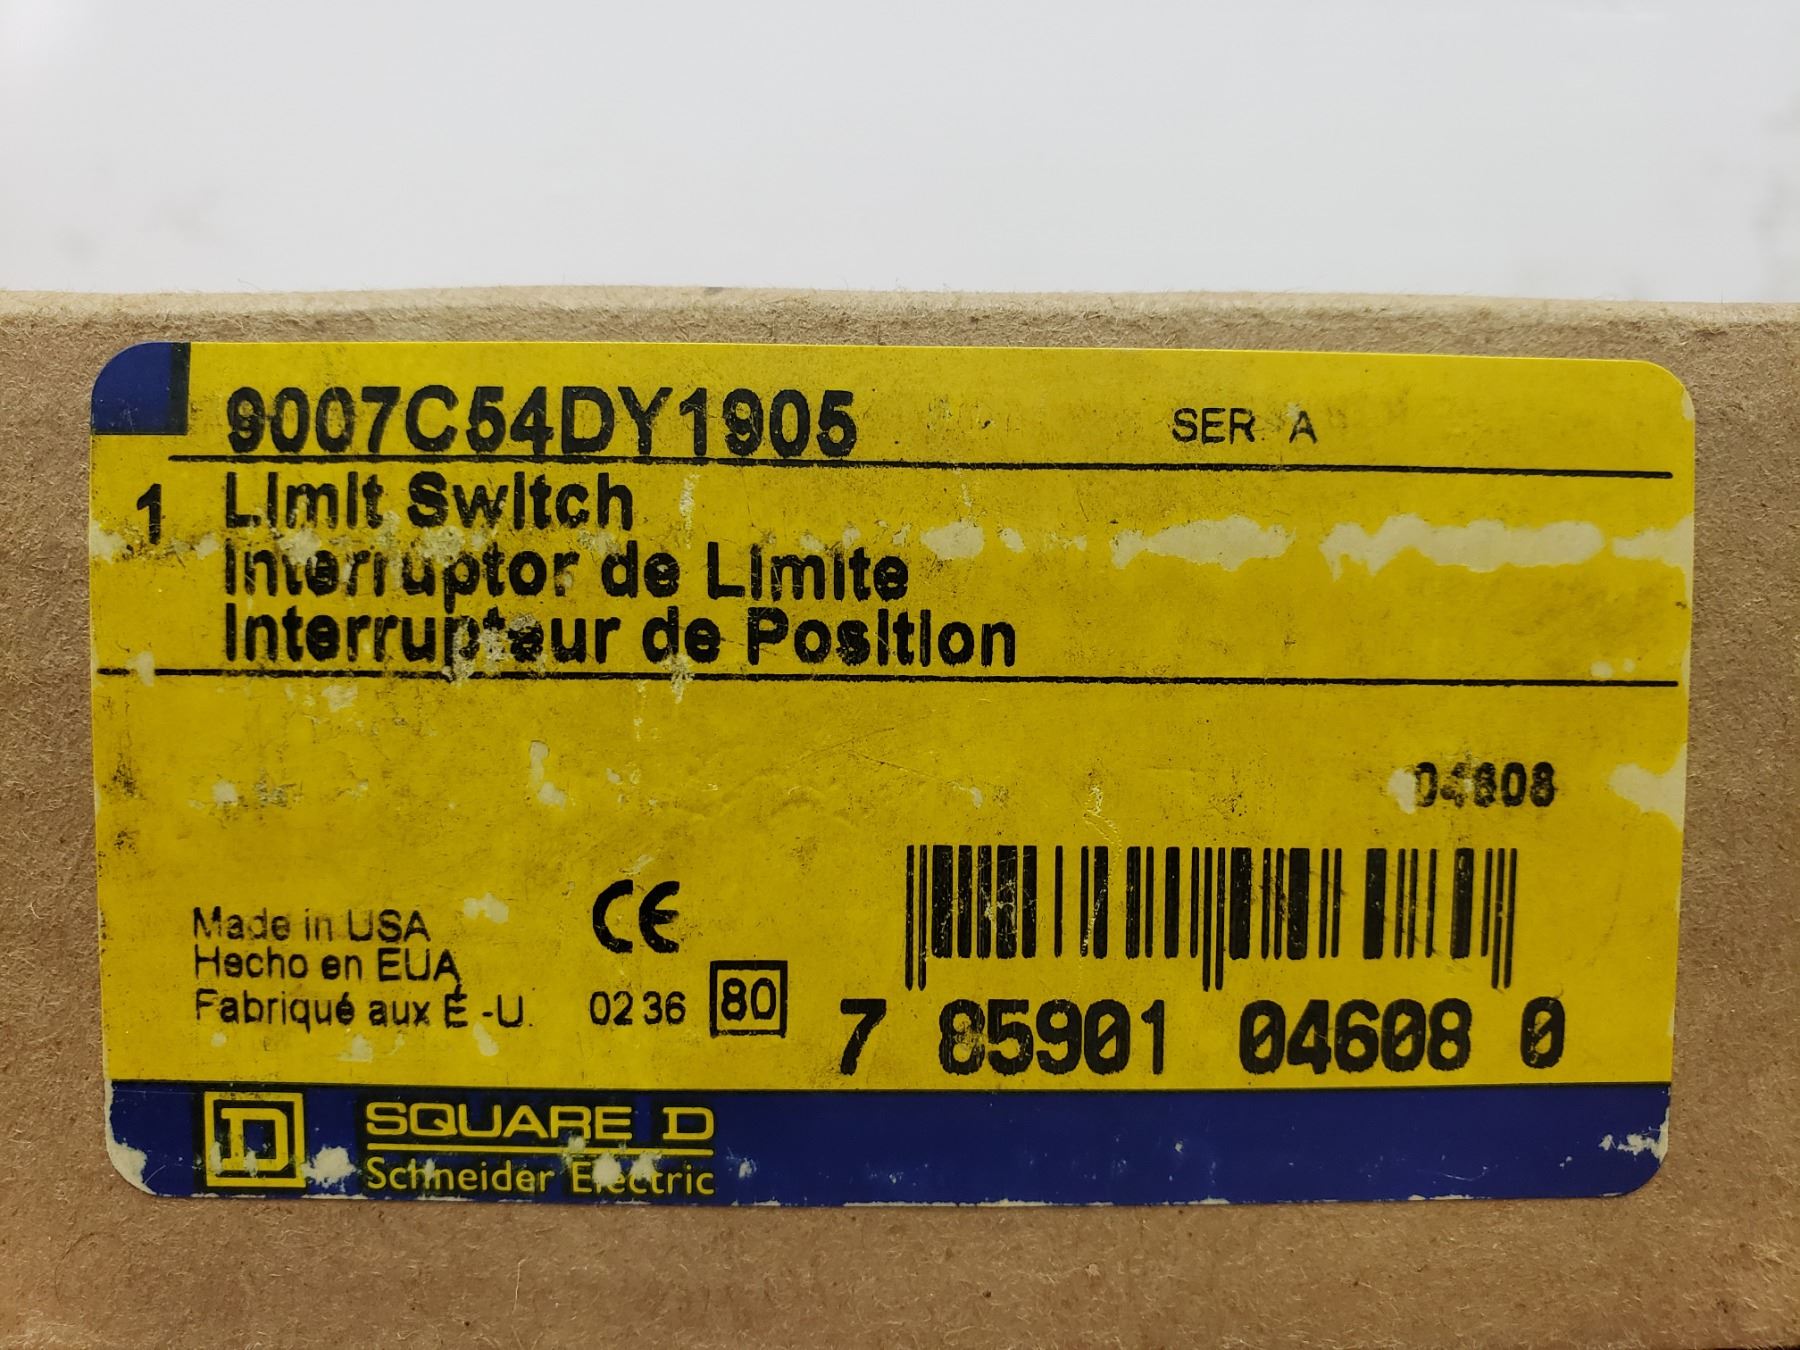 9007C54DY1905 SER A
1 Limit Switch
Interruptor de Limite
Interrupteur de Position
04608
Made in USA
Hecho en EUA
Fabriqué aux É -U.
CE
0236 80
7 85901 04608 0
D SQUARE D
Schneider Electric